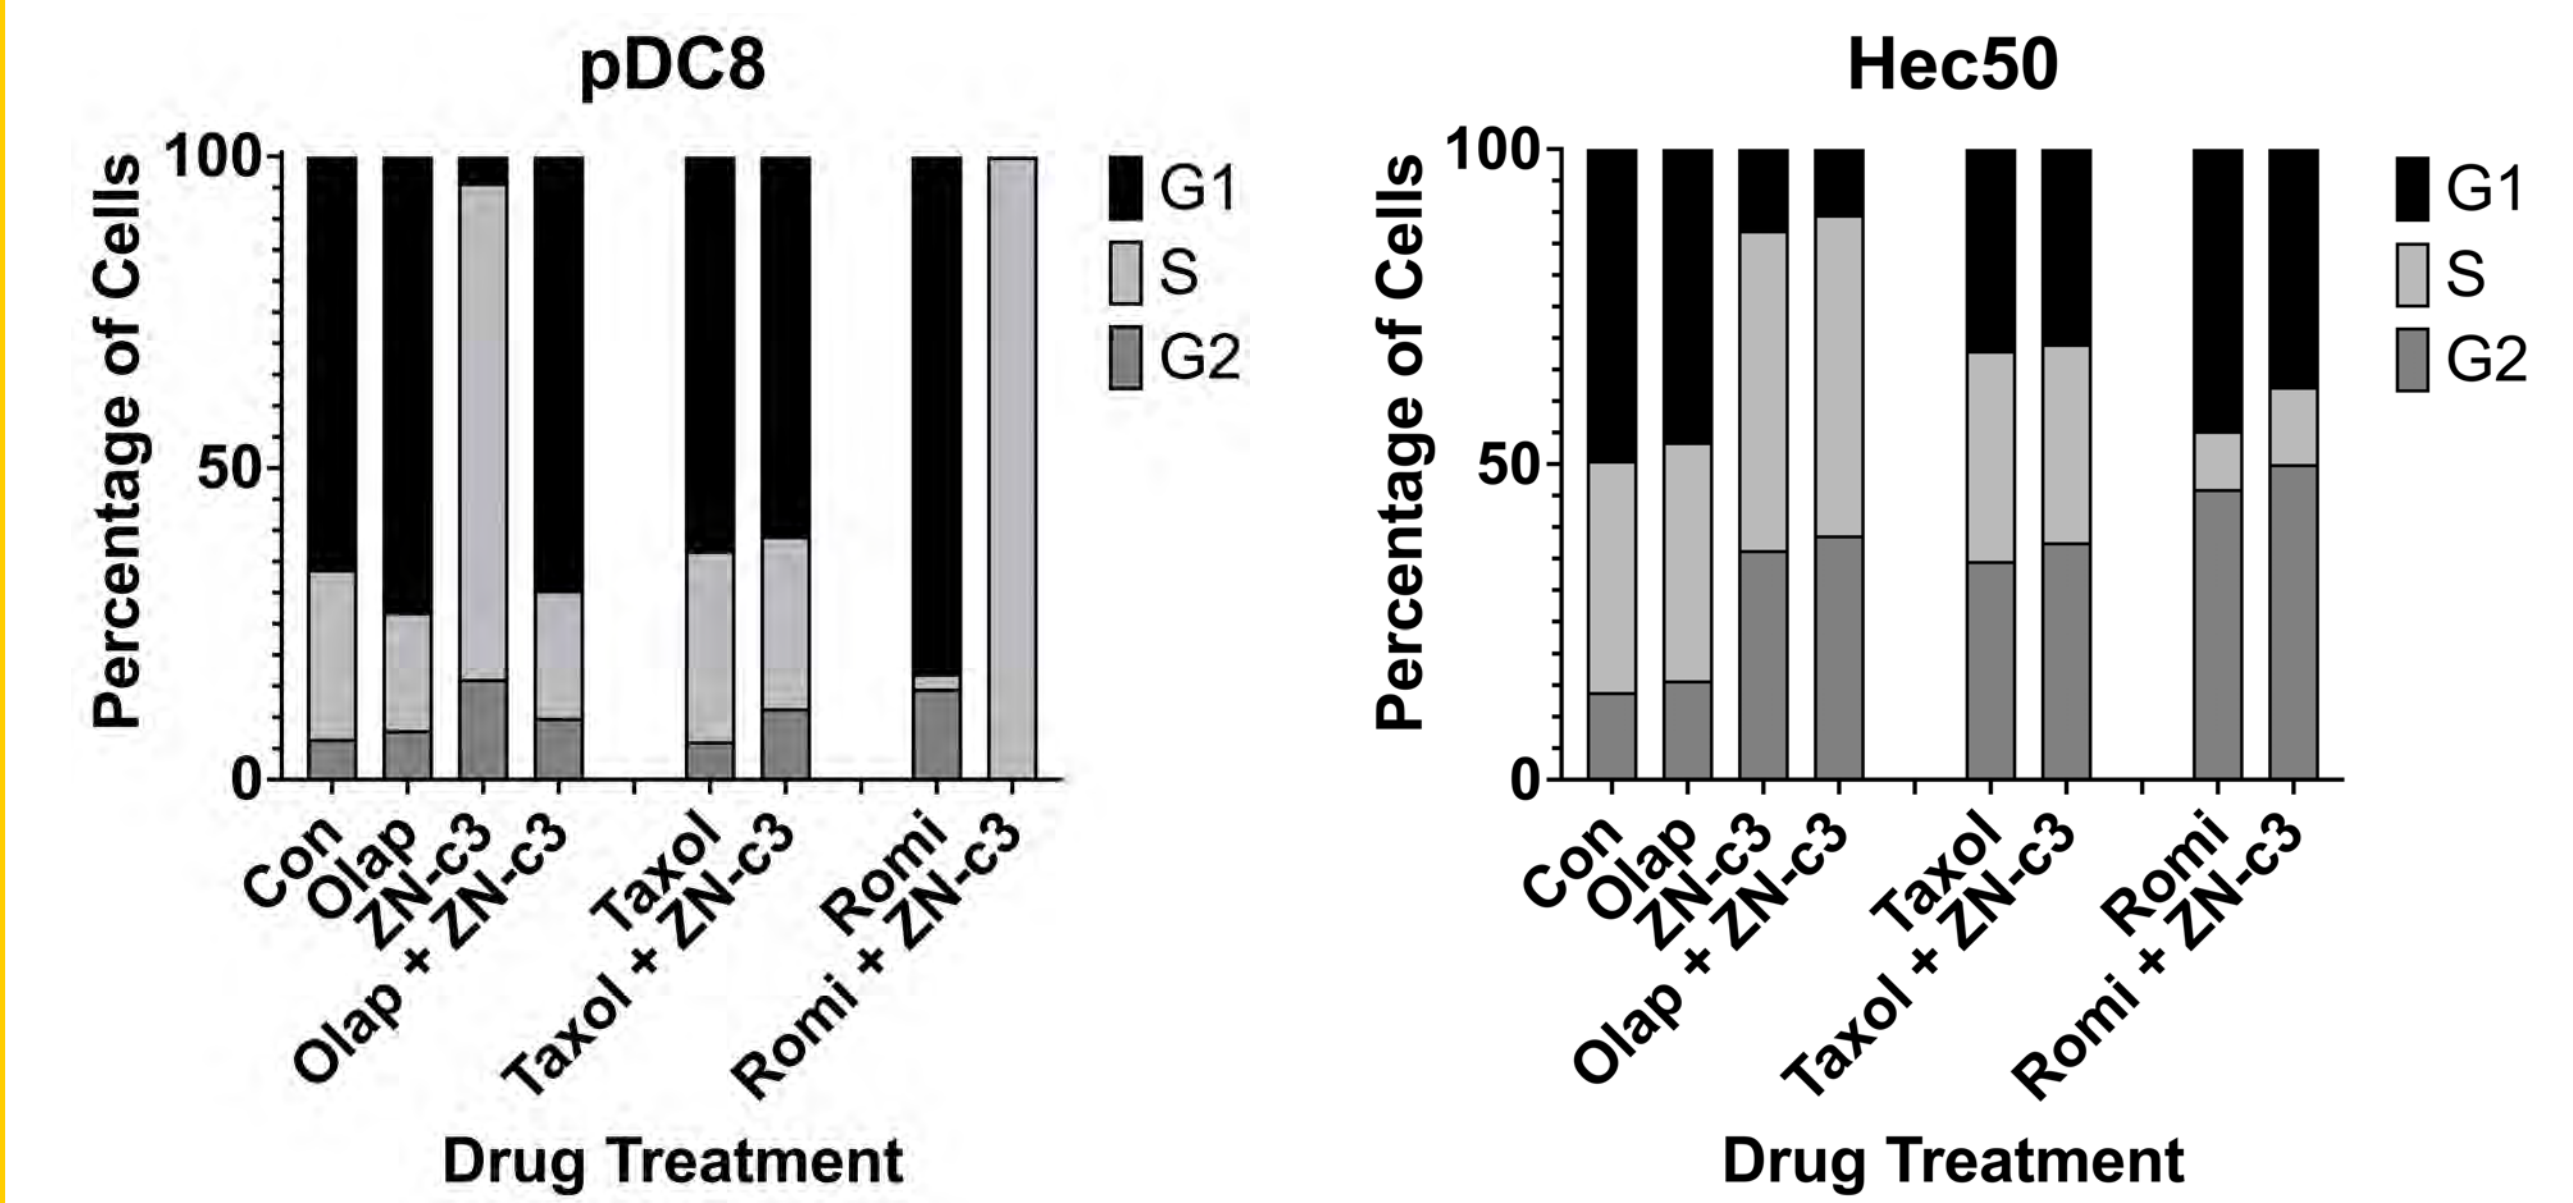 pDC8
Percentage of Cells
100
50
0
G1
S
G2
Con
Olap
ZN-c3
Olap + ZN-c3
Taxol
Taxol + ZN-c3
Romi
Romi + ZN-c3
Drug Treatment
Hec50
Percentage of Cells
100
50
0
G1
S
G2
Con
Olap
ZN-c3
Olap + ZN-c3
Taxol
Taxol + ZN-c3
Romi
Romi + ZN-c3
Drug Treatment